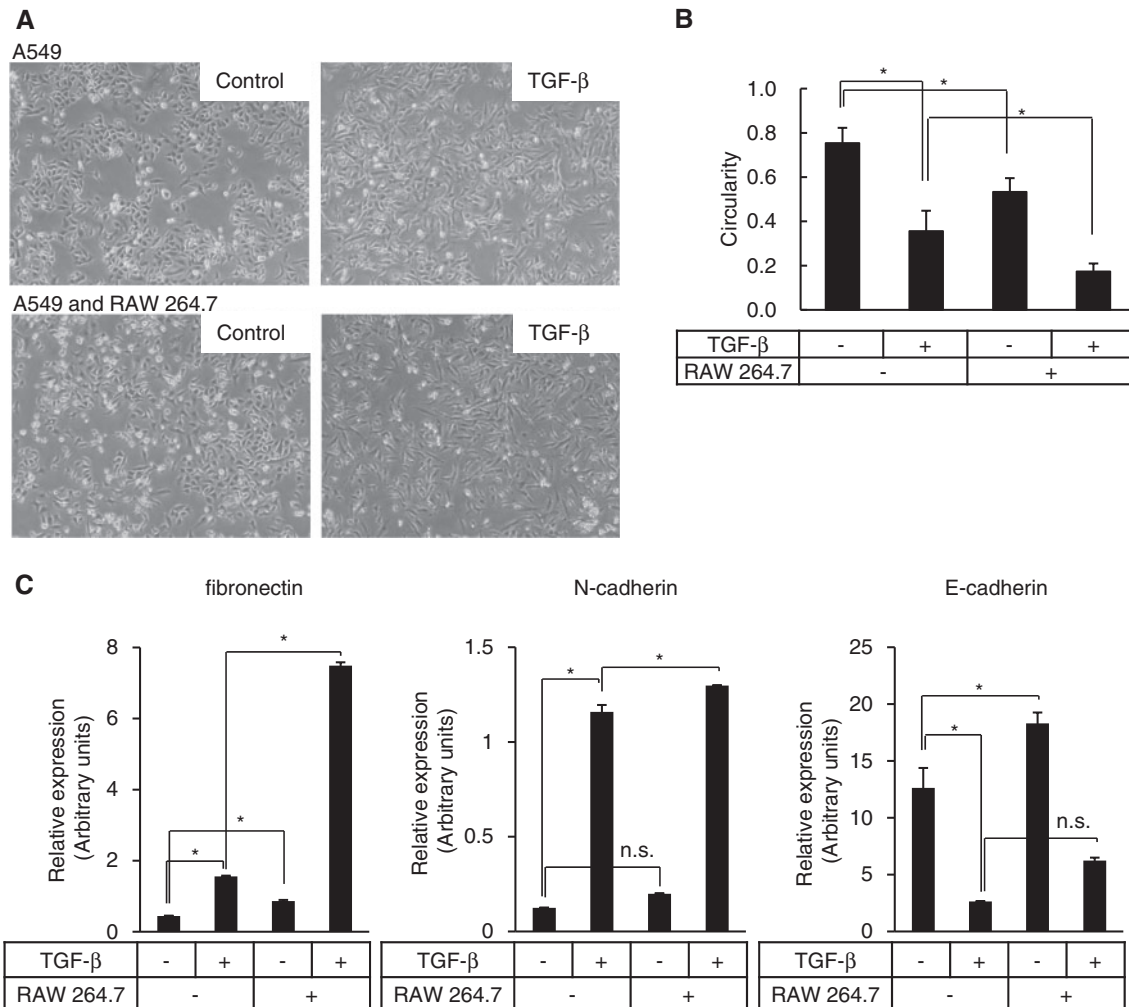 A
A549
Control
TGF-β
A549 and RAW 264.7
Control
TGF-β
B
Circularity
1.0
0.8
0.6
0.4
0.2
0.0
*
*
*
TGF-β - + - +
RAW 264.7 - +
C
fibronectin
Relative expression
(Arbitrary units)
8
6
4
2
0
*
*
*
TGF-β - + - +
RAW 264.7 - +
N-cadherin
Relative expression
(Arbitrary units)
1.5
1
0.5
0
*
*
n.s.
TGF-β - + - +
RAW 264.7 - +
E-cadherin
Relative expression
(Arbitrary units)
25
20
15
10
5
0
*
*
n.s.
TGF-β - + - +
RAW 264.7 - +